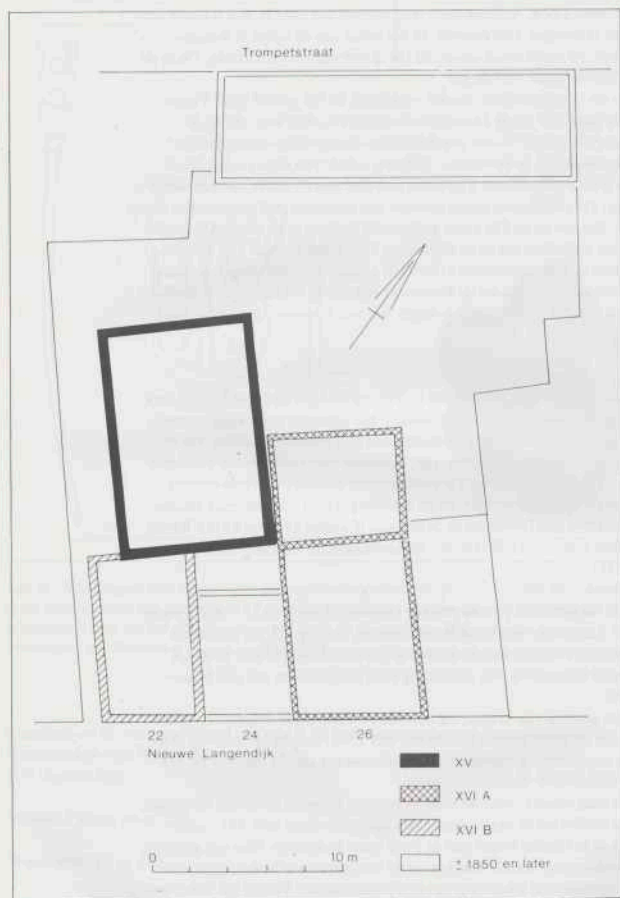 Trompetstraat
22 24 26
Nieuwe Langendijk
XV
XVI A
XVI B
± 1850 en later
0 10 m